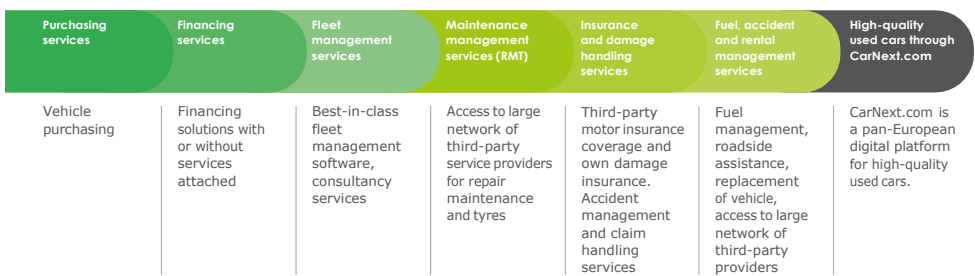 Purchasing
services
Financing
services
Fleet
management
services
Maintenance
management
services (RMT)
Insurance
and damage
handling
services
Fuel, accident
and rental
management
services
High-quality
used cars through
CarNext.com
Vehicle
purchasing
Financing
solutions with
or without
services
attached
Best-in-class
fleet
management
software,
consultancy
services
Access to large
network of
third-party
service providers
for repair
maintenance
and tyres
Third-party
motor insurance
coverage and
own damage
insurance.
Accident
management
and claim
handling
services
Fuel
management,
roadside
assistance,
replacement
of vehicle,
access to large
network of
third-party
providers
CarNext.com is
a pan-European
digital platform
for high-quality
used cars.